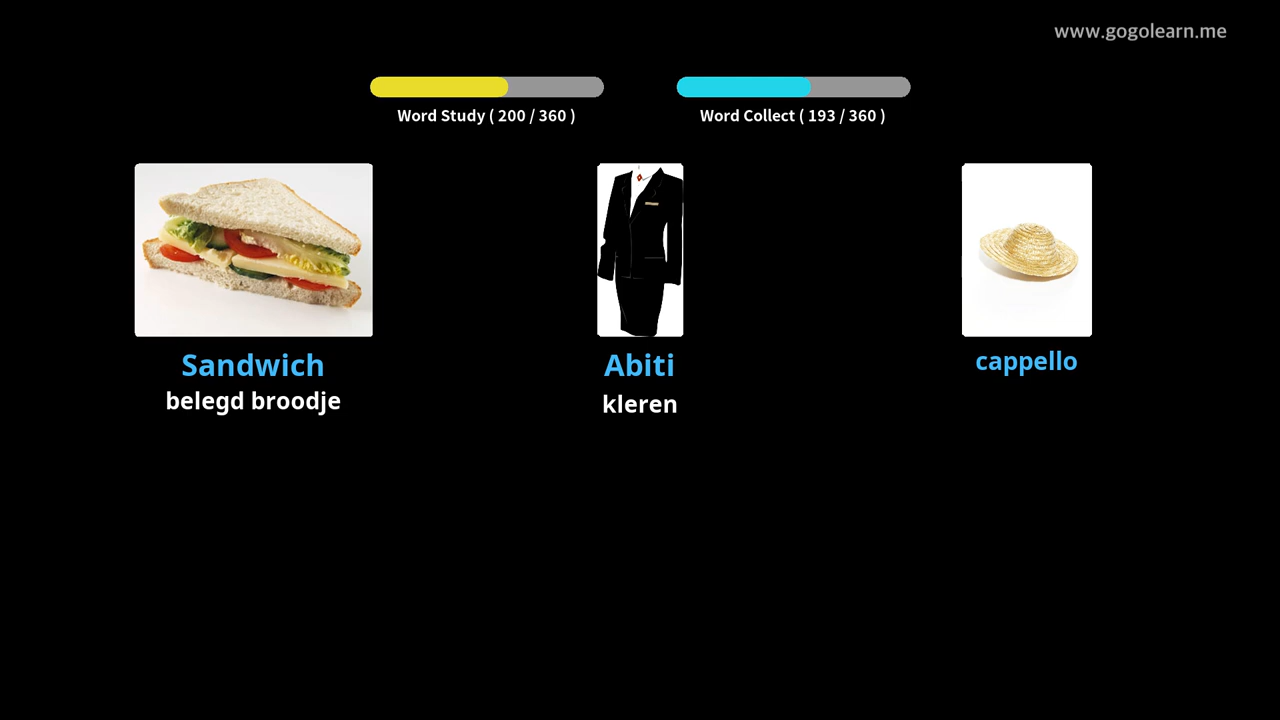 www.gogolearn.me
Word Study ( 200 / 360 )
Word Collect ( 193 / 360 )
Sandwich
belegd broodje
Abiti
kleren
cappello